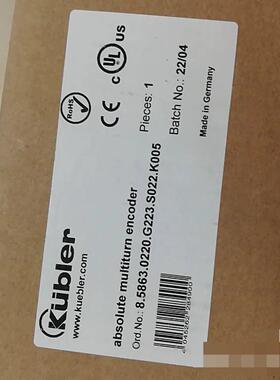 Kübler
www.kuebler.com
absolute multiturn encoder
Ord.No.: 8.5863.0220.G223.S022.K005
RoHS
CE
c UL US
Pieces: 1
Batch No.: 22/04
Made in Germany